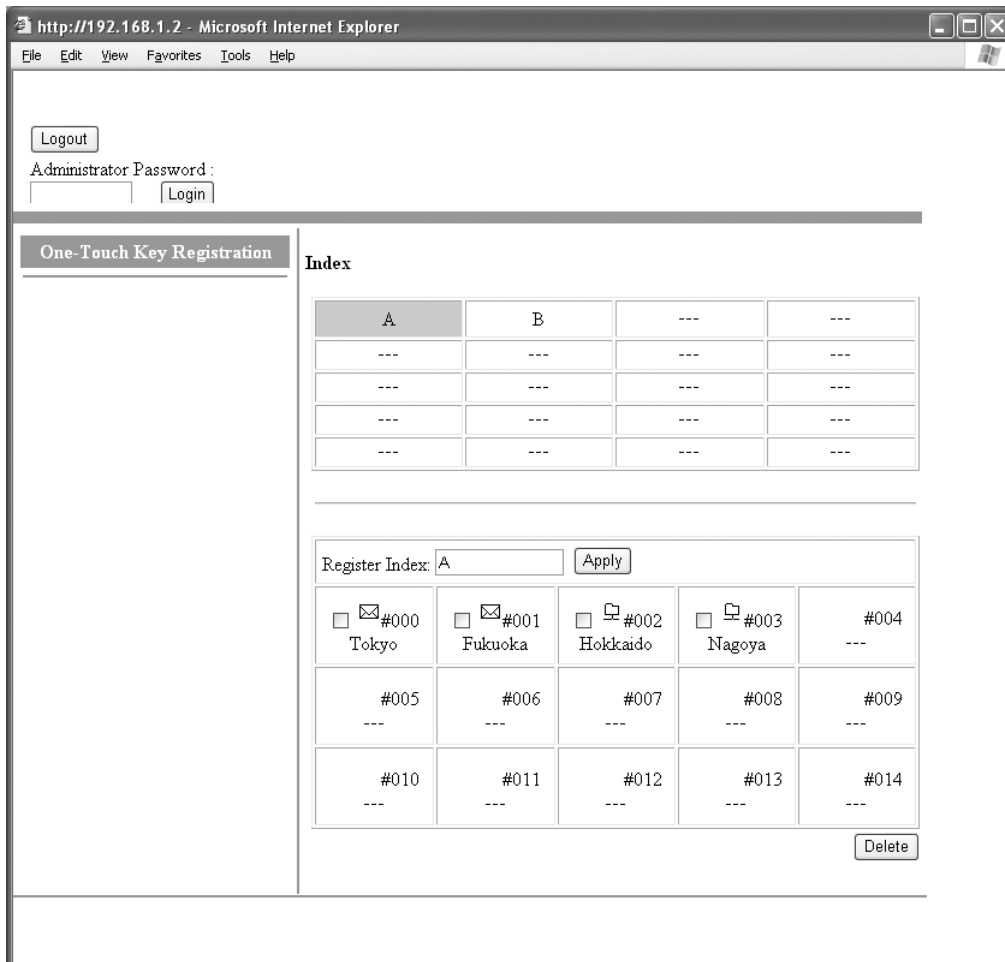 http://192.168.1.2 - Microsoft Internet Explorer
File Edit View Favorites Tools Help
Logout
Administrator Password :
Login
One-Touch Key Registration
Index
A B --- ---
--- --- --- ---
--- --- --- ---
--- --- --- ---
--- --- --- ---
Register Index: A Apply
#000 #001 #002 #003 #004
Tokyo Fukuoka Hokkaido Nagoya ---
#005 #006 #007 #008 #009
--- --- --- --- ---
#010 #011 #012 #013 #014
--- --- --- --- ---
Delete